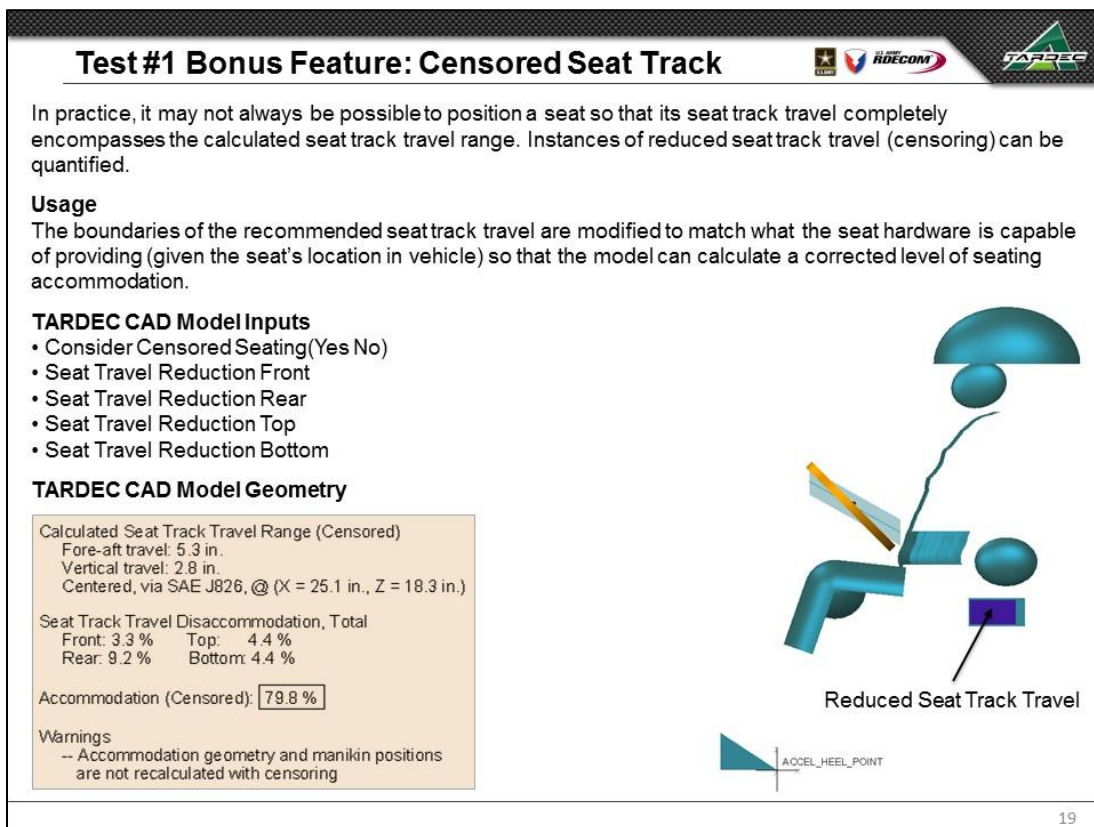 Test #1 Bonus Feature: Censored Seat Track
U.S.ARMY
U.S. ARMY
RDECOM
TARDEC
In practice, it may not always be possible to position a seat so that its seat track travel completely
encompasses the calculated seat track travel range. Instances of reduced seat track travel (censoring) can be
quantified.
Usage
The boundaries of the recommended seat track travel are modified to match what the seat hardware is capable
of providing (given the seat's location in vehicle) so that the model can calculate a corrected level of seating
accommodation.
TARDEC CAD Model Inputs
• Consider Censored Seating(Yes No)
• Seat Travel Reduction Front
• Seat Travel Reduction Rear
• Seat Travel Reduction Top
• Seat Travel Reduction Bottom
TARDEC CAD Model Geometry
Calculated Seat Track Travel Range (Censored)
Fore-aft travel: 5.3 in.
Vertical travel: 2.8 in.
Centered, via SAE J826, @ (X = 25.1 in., Z = 18.3 in.)
Seat Track Travel Disaccommodation, Total
Front: 3.3 % Top: 4.4 %
Rear: 9.2 % Bottom: 4.4 %
Accommodation (Censored): 79.8 %
Warnings
-- Accommodation geometry and manikin positions
are not recalculated with censoring
Reduced Seat Track Travel
ACCEL_HEEL_POINT
19